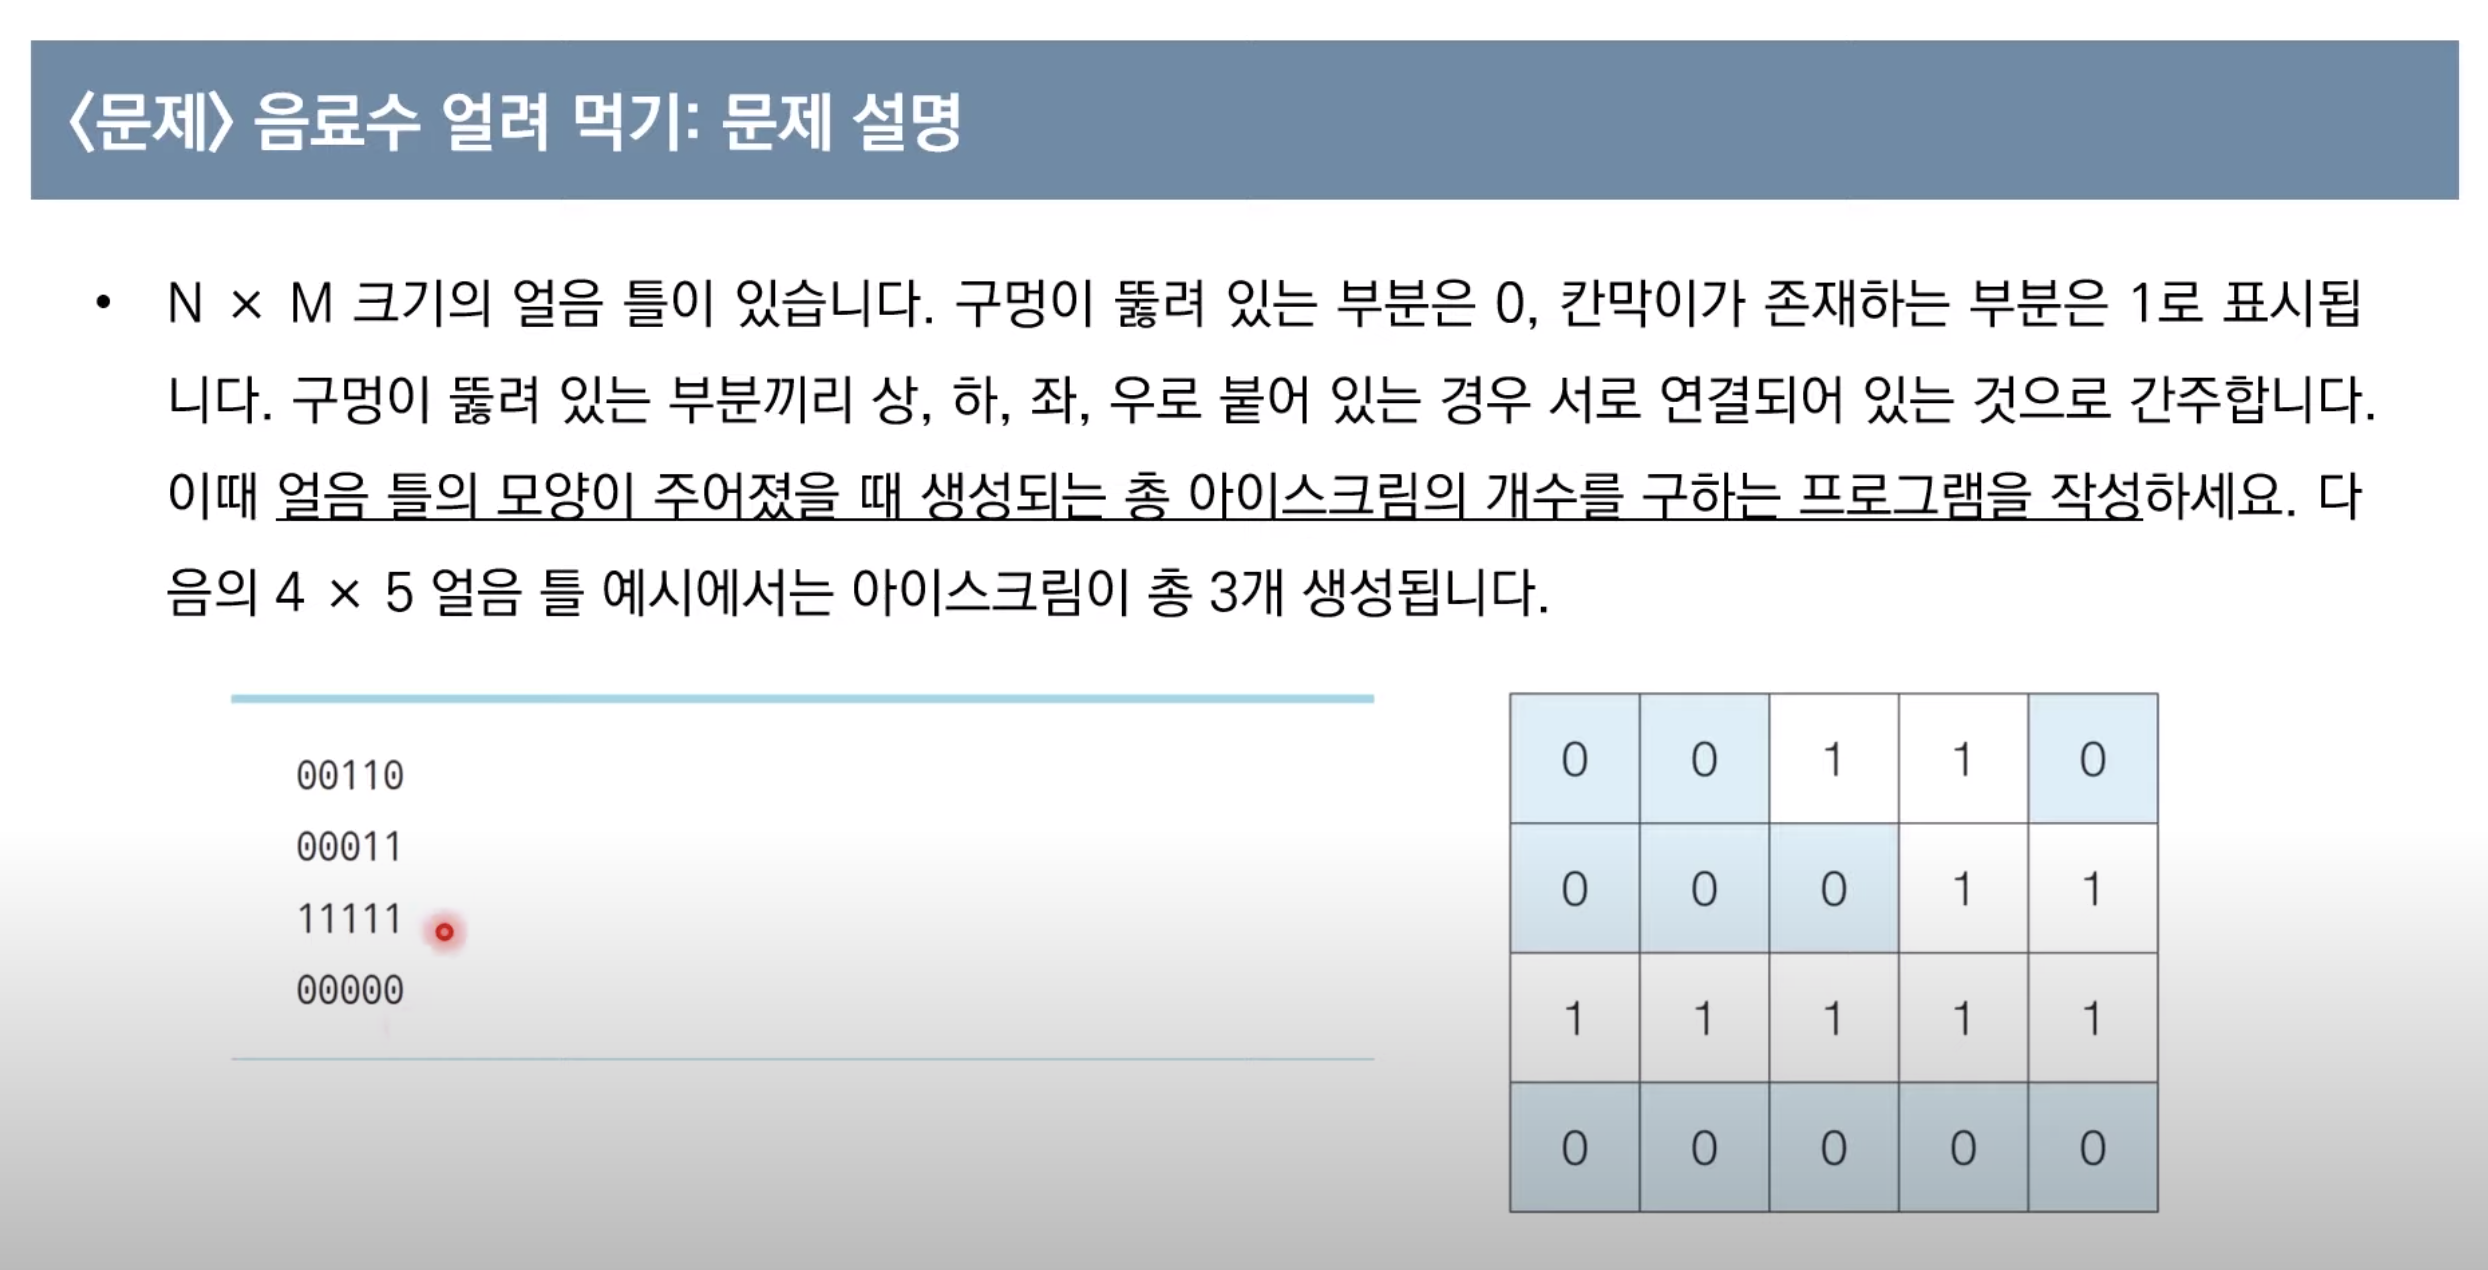 <문제> 음료수 얼려 먹기: 문제 설명
• N × M 크기의 얼음 틀이 있습니다. 구멍이 뚫려 있는 부분은 0, 칸막이가 존재하는 부분은 1로 표시됩
니다. 구멍이 뚫려 있는 부분끼리 상, 하, 좌, 우로 붙어 있는 경우 서로 연결되어 있는 것으로 간주합니다.
이때 얼음 틀의 모양이 주어졌을 때 생성되는 총 아이스크림의 개수를 구하는 프로그램을 작성하세요. 다
음의 4 × 5 얼음 틀 예시에서는 아이스크림이 총 3개 생성됩니다.
00110
00011
11111
00000
0 0 1 1 0
0 0 0 1 1
1 1 1 1 1
0 0 0 0 0